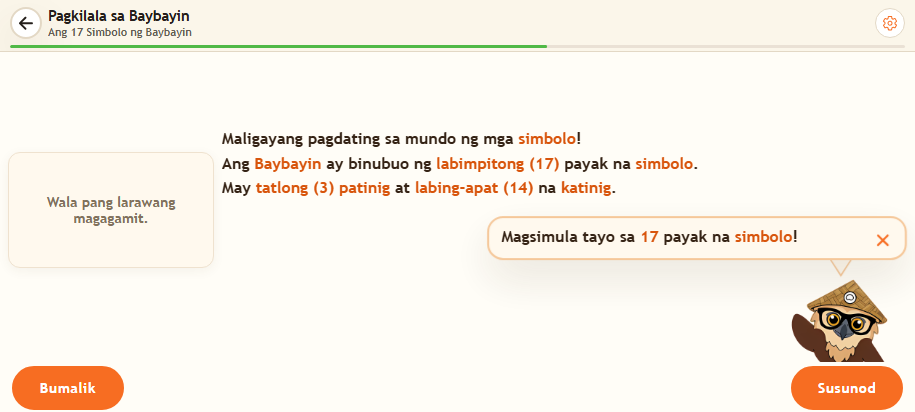 Pagkilala sa Baybayin
Ang 17 Simbolo ng Baybayin
Maligayang pagdating sa mundo ng mga simbolo!
Ang Baybayin ay binubuo ng labimpitong (17) payak na simbolo.
May tatlong (3) patinig at labing-apat (14) na katinig.
Wala pang larawang
magagamit.
Magsimula tayo sa 17 payak na simbolo!
Bumalik
Susunod